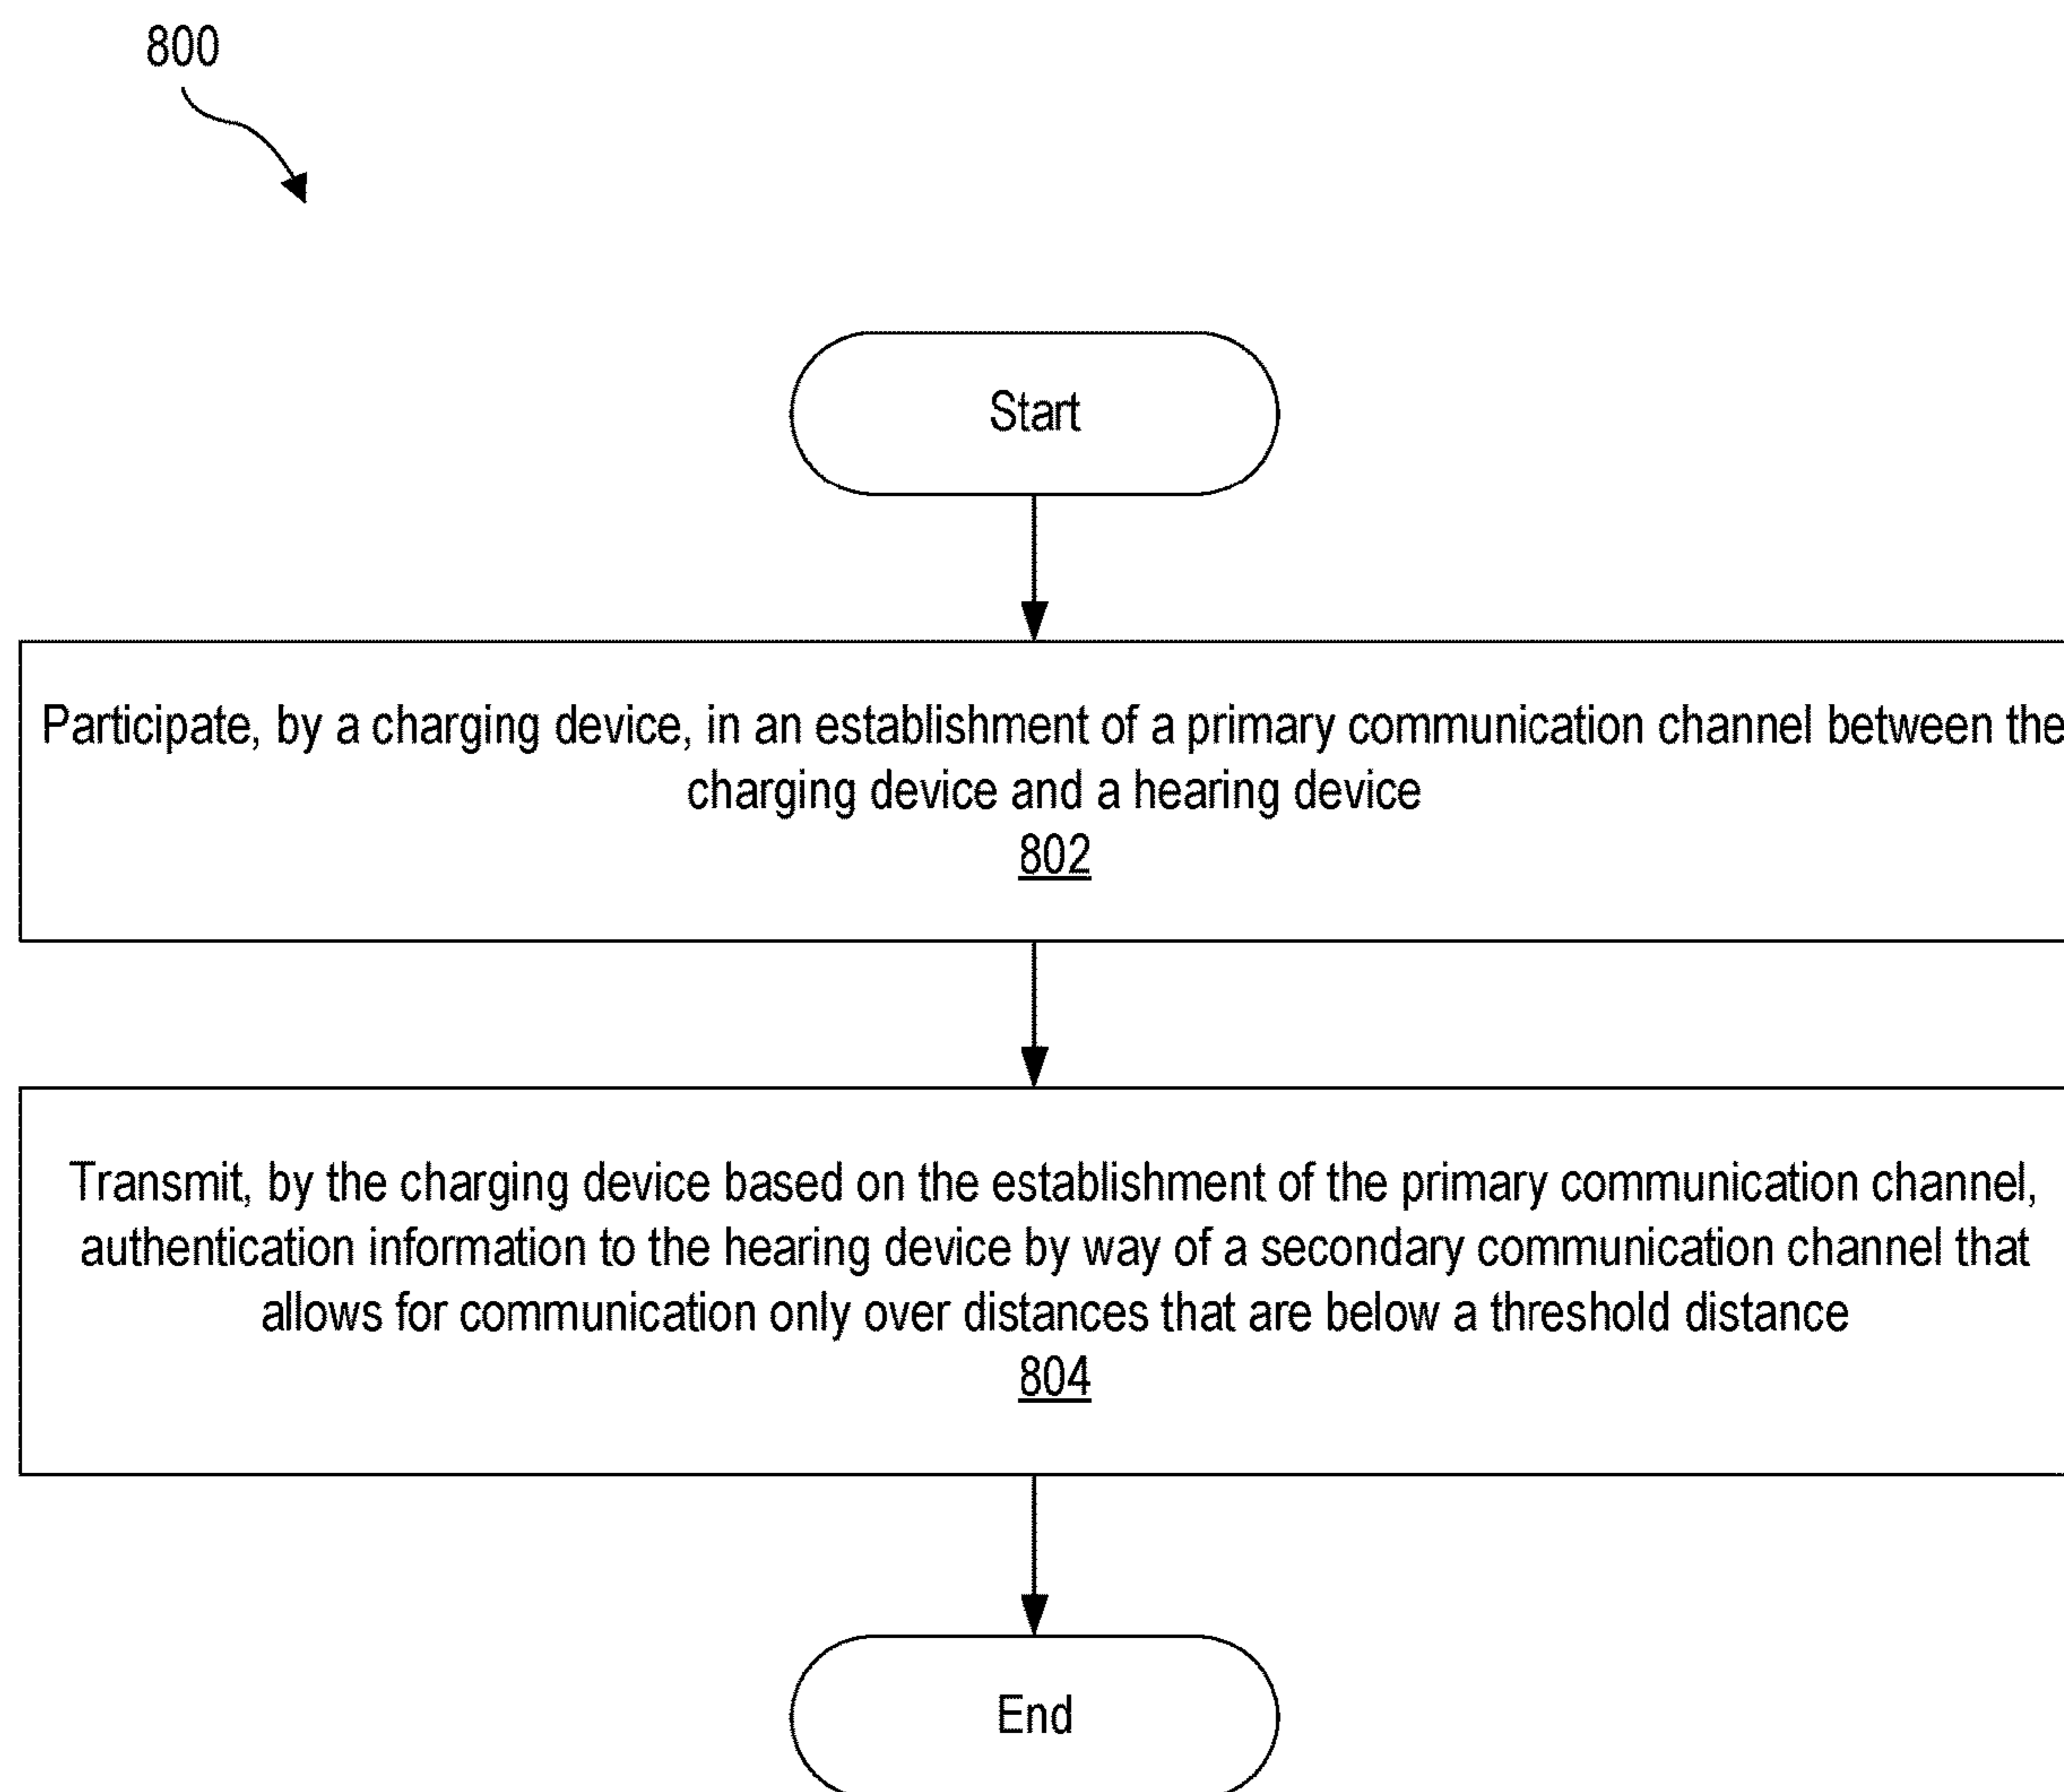 800
Start
Participate, by a charging device, in an establishment of a primary communication channel between the
charging device and a hearing device
802
Transmit, by the charging device based on the establishment of the primary communication channel,
authentication information to the hearing device by way of a secondary communication channel that
allows for communication only over distances that are below a threshold distance
804
End